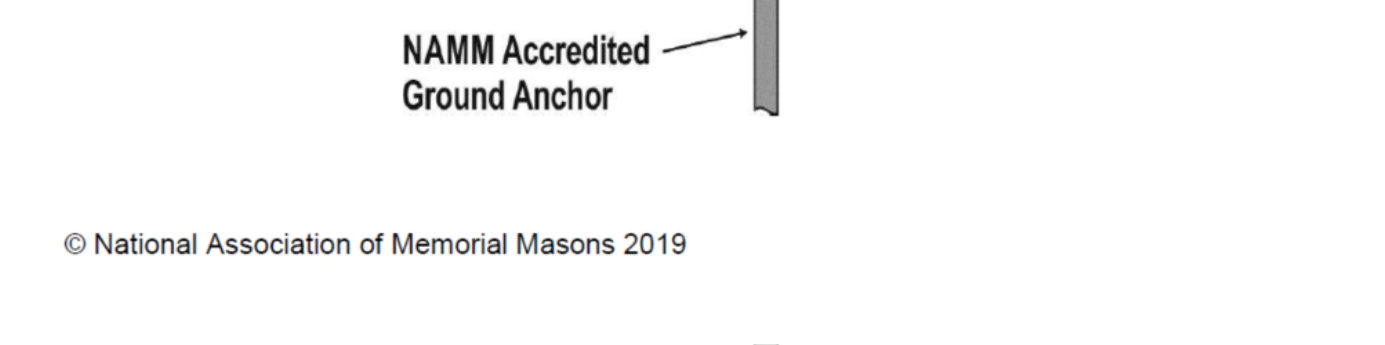 NAMM Accredited
Ground Anchor
© National Association of Memorial Masons 2019